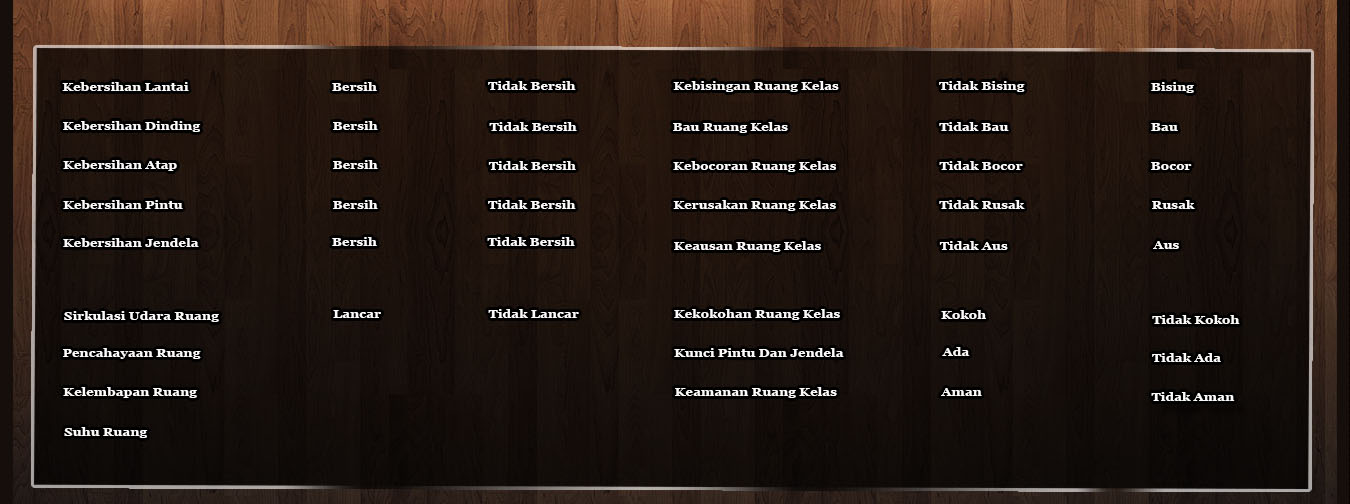 Kebersihan Lantai Bersih Tidak Bersih Kebisingan Ruang Kelas Tidak Bising Bising
Kebersihan Dinding Bersih Tidak Bersih Bau Ruang Kelas Tidak Bau Bau
Kebersihan Atap Bersih Tidak Bersih Kebocoran Ruang Kelas Tidak Bocor Bocor
Kebersihan Pintu Bersih Tidak Bersih Kerusakan Ruang Kelas Tidak Rusak Rusak
Kebersihan Jendela Bersih Tidak Bersih Keausan Ruang Kelas Tidak Aus Aus
Sirkulasi Udara Ruang Lancar Tidak Lancar Kekokohan Ruang Kelas Kokoh Tidak Kokoh
Pencahayaan Ruang Kunci Pintu Dan Jendela Ada Tidak Ada
Kelembapan Ruang Keamanan Ruang Kelas Aman Tidak Aman
Suhu Ruang